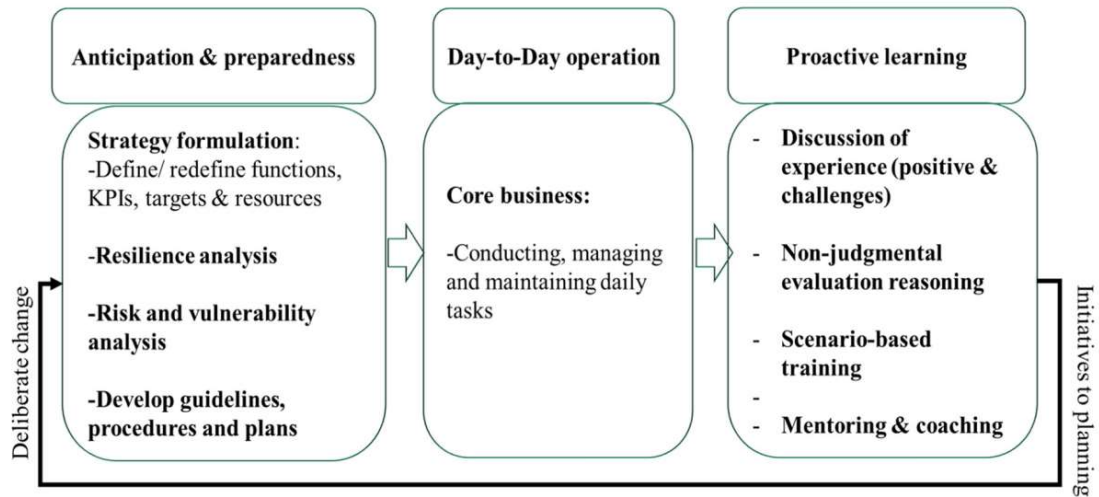 Anticipation & preparedness
Strategy formulation:
-Define/ redefine functions,
KPIs, targets & resources
-Resilience analysis
-Risk and vulnerability
analysis
-Develop guidelines,
procedures and plans
Day-to-Day operation
Core business:
-Conducting, managing
and maintaining daily
tasks
Proactive learning
- Discussion of
experience (positive &
challenges)
- Non-judgmental
evaluation reasoning
- Scenario-based
training
-
- Mentoring & coaching
Deliberate change
Initiatives to planning